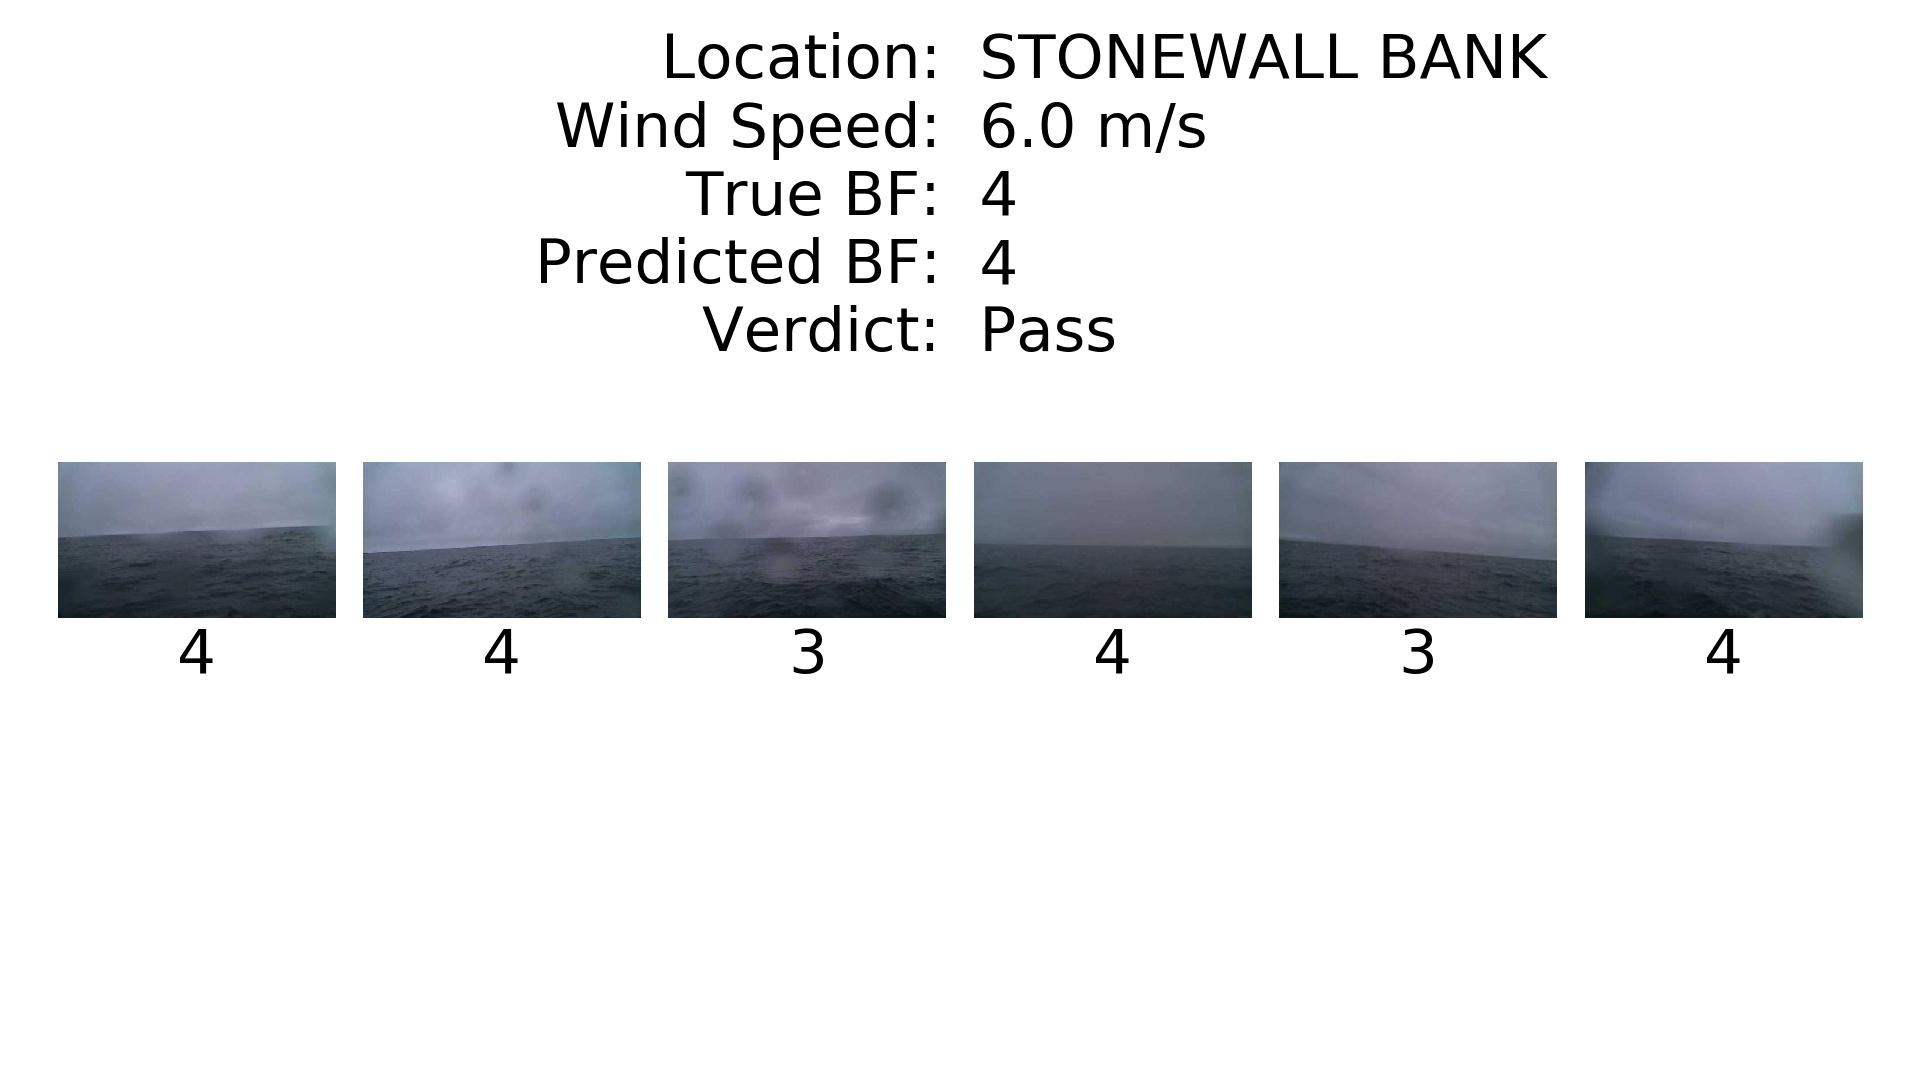 Location: STONEWALL BANK
Wind Speed: 6.0 m/s
True BF: 4
Predicted BF: 4
Verdict: Pass
4 4 3 4 3 4